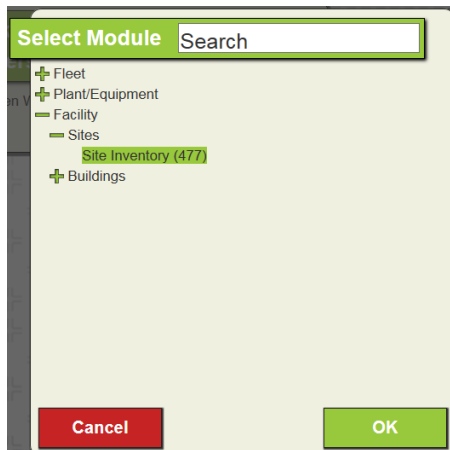 Select Module Search
Fleet
Plant/Equipment
Facility
Sites
Site Inventory (477)
Buildings
Cancel OK